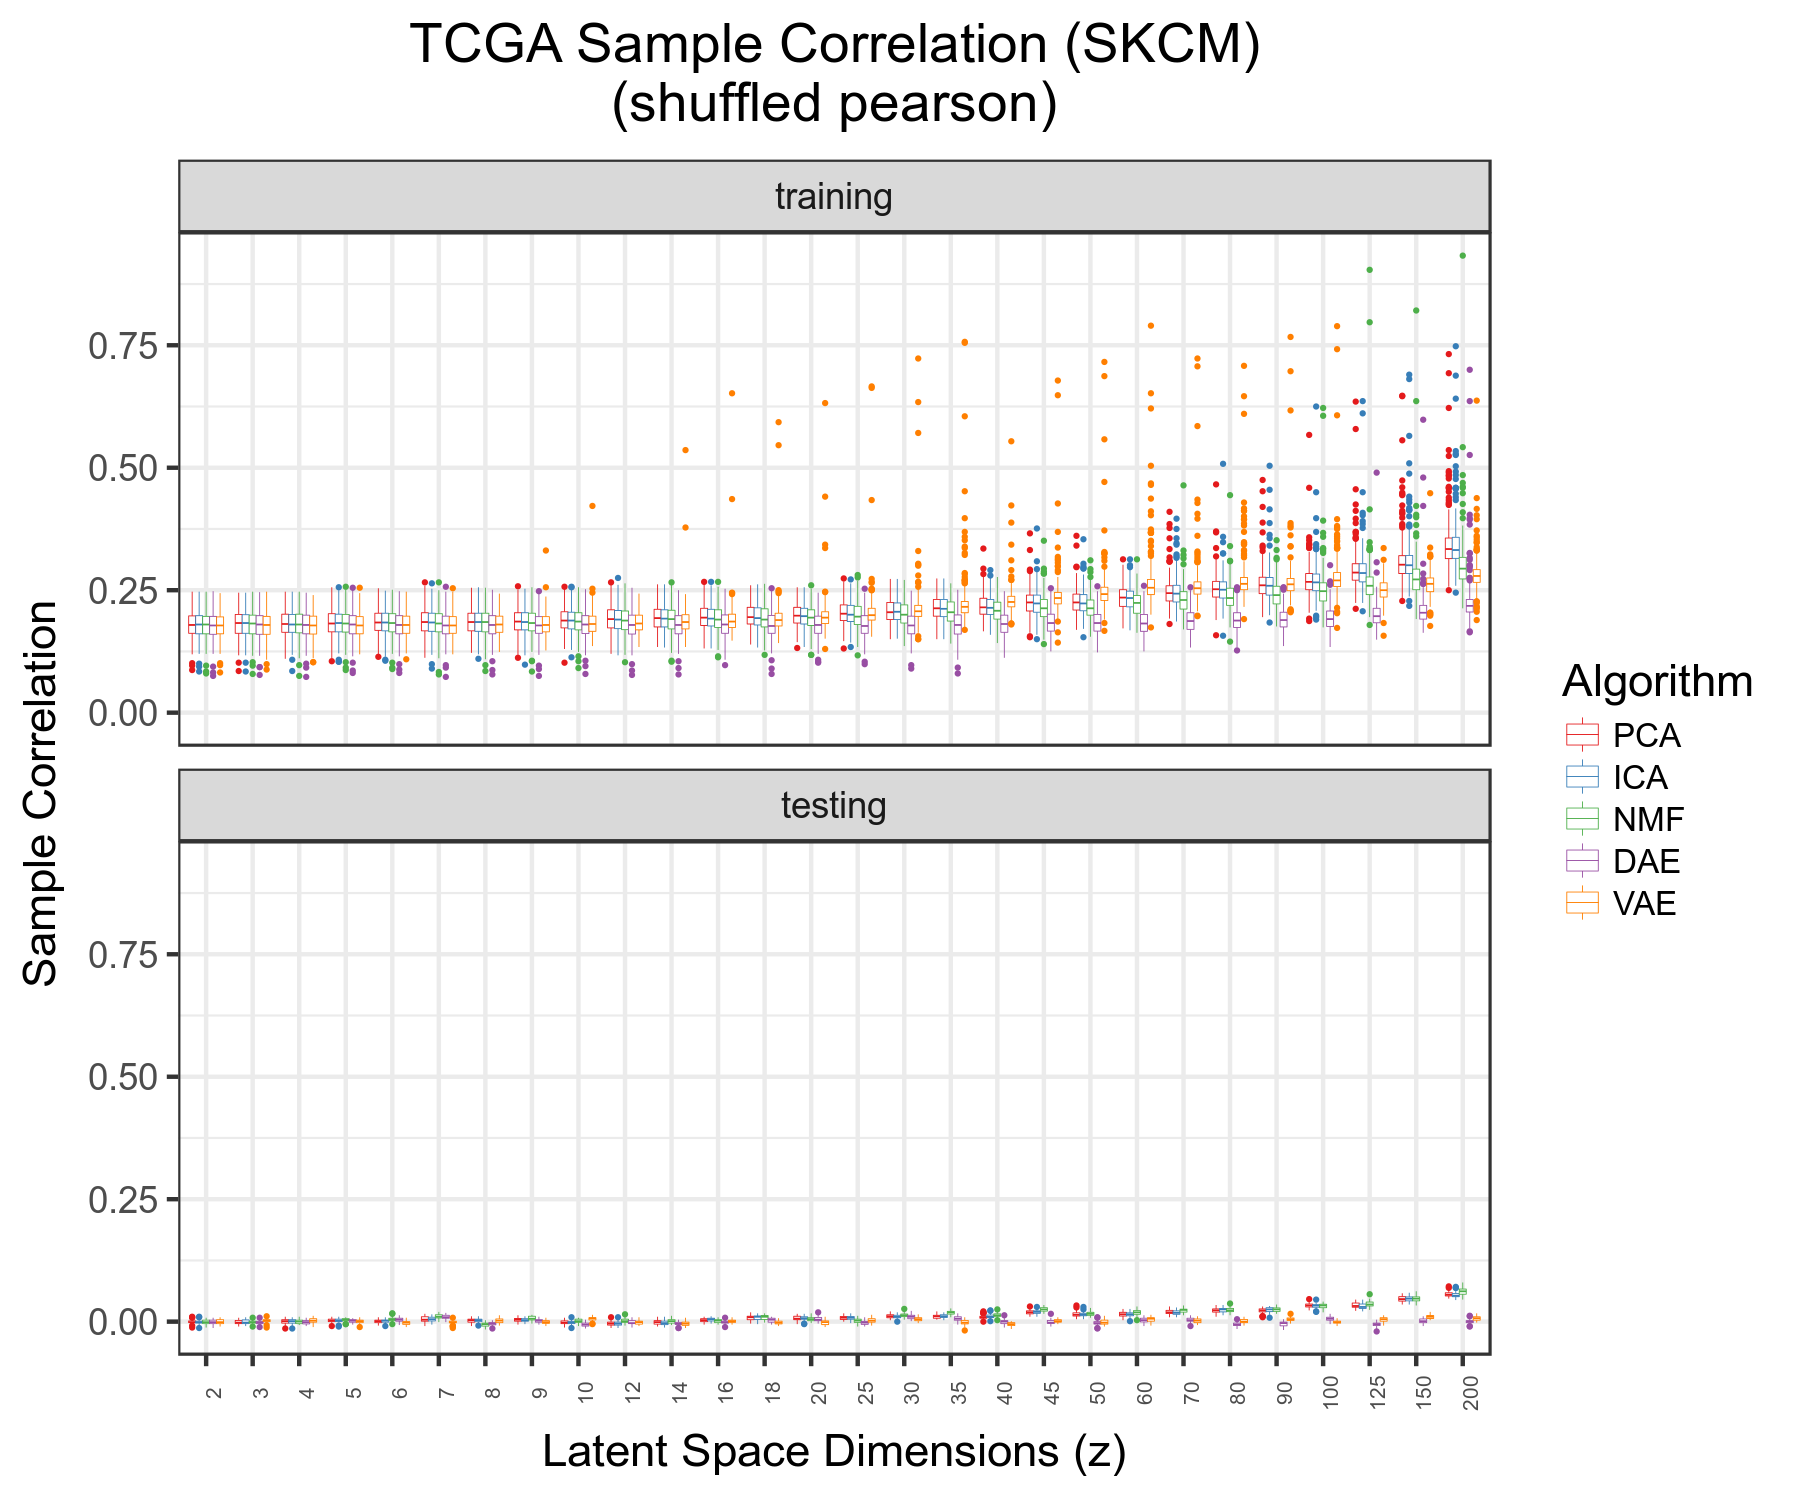 TCGA Sample Correlation (SKCM)
(shuffled pearson)
training
0.75
0.50
0.25
0.00
testing
0.75
0.50
0.25
0.00
Sample Correlation
2 3 4 5 6 7 8 9 10 12 14 16 18 20 25 30 35 40 45 50 60 70 80 90 100 125 150 200
Latent Space Dimensions (z)
Algorithm
PCA
ICA
NMF
DAE
VAE